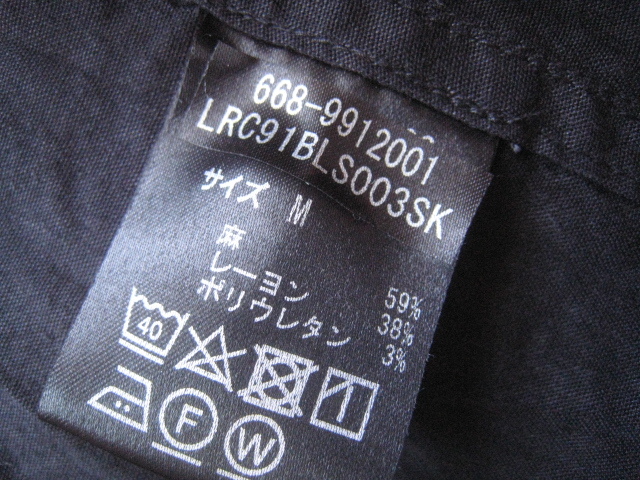 668-9912001
LRC91BLS003SK
サイズ M
麻 59%
レーヨン 38%
ポリウレタン 3%
40
F W